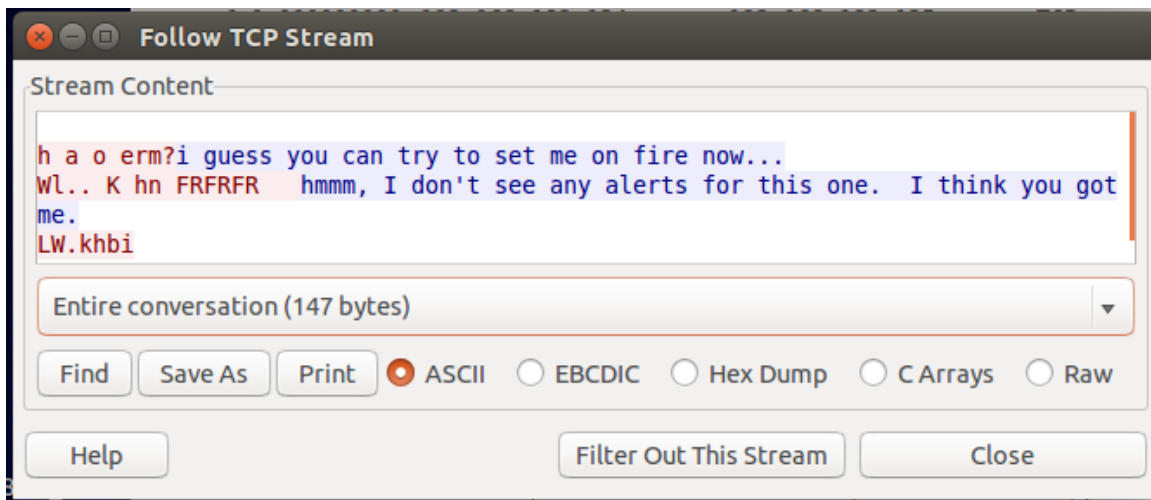 Follow TCP Stream
Stream Content
h a o erm?i guess you can try to set me on fire now...
Wl.. K hn FRFRFR   hmmm, I don't see any alerts for this one.  I think you got
me.
LW.khbi
Entire conversation (147 bytes)
Find Save As Print ASCII EBCDIC Hex Dump C Arrays Raw
Help Filter Out This Stream Close